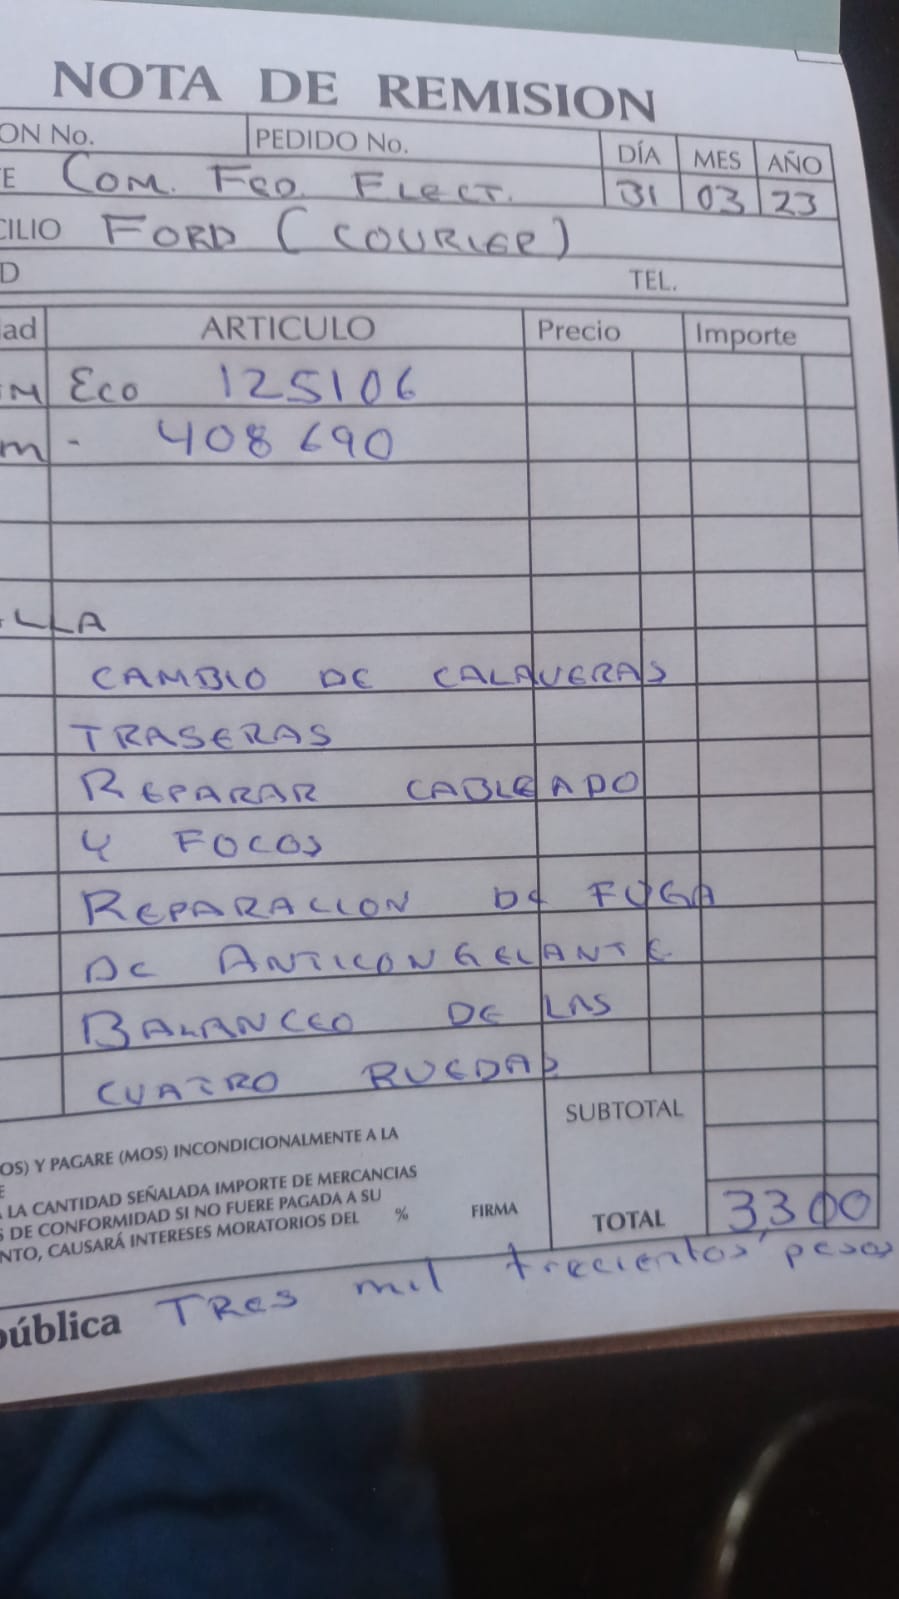 NOTA DE REMISION
ON No. PEDIDO No. DÍA MES AÑO
E Com. Feo. Elect. 31 03 23
CILIO FORD (COURIER)
D TEL.
ad ARTICULO Precio Importe
M Eco 125106
m - 408690
LLA
CAMBIO DE CALAVERAS
TRASERAS
REPARAR CABLEADO
Y FOCOS
REPARACION DE FUGA
DE ANTICONGELANTE
BALANCEO DE LAS
CUATRO RUEDAS
SUBTOTAL
OS) Y PAGARE (MOS) INCONDICIONALMENTE A LA
E
LA CANTIDAD SEÑALADA IMPORTE DE MERCANCIAS
S DE CONFORMIDAD SI NO FUERE PAGADA A SU
NTO, CAUSARÁ INTERESES MORATORIOS DEL % FIRMA
TOTAL 3300
pública Tres mil trecientos pesos